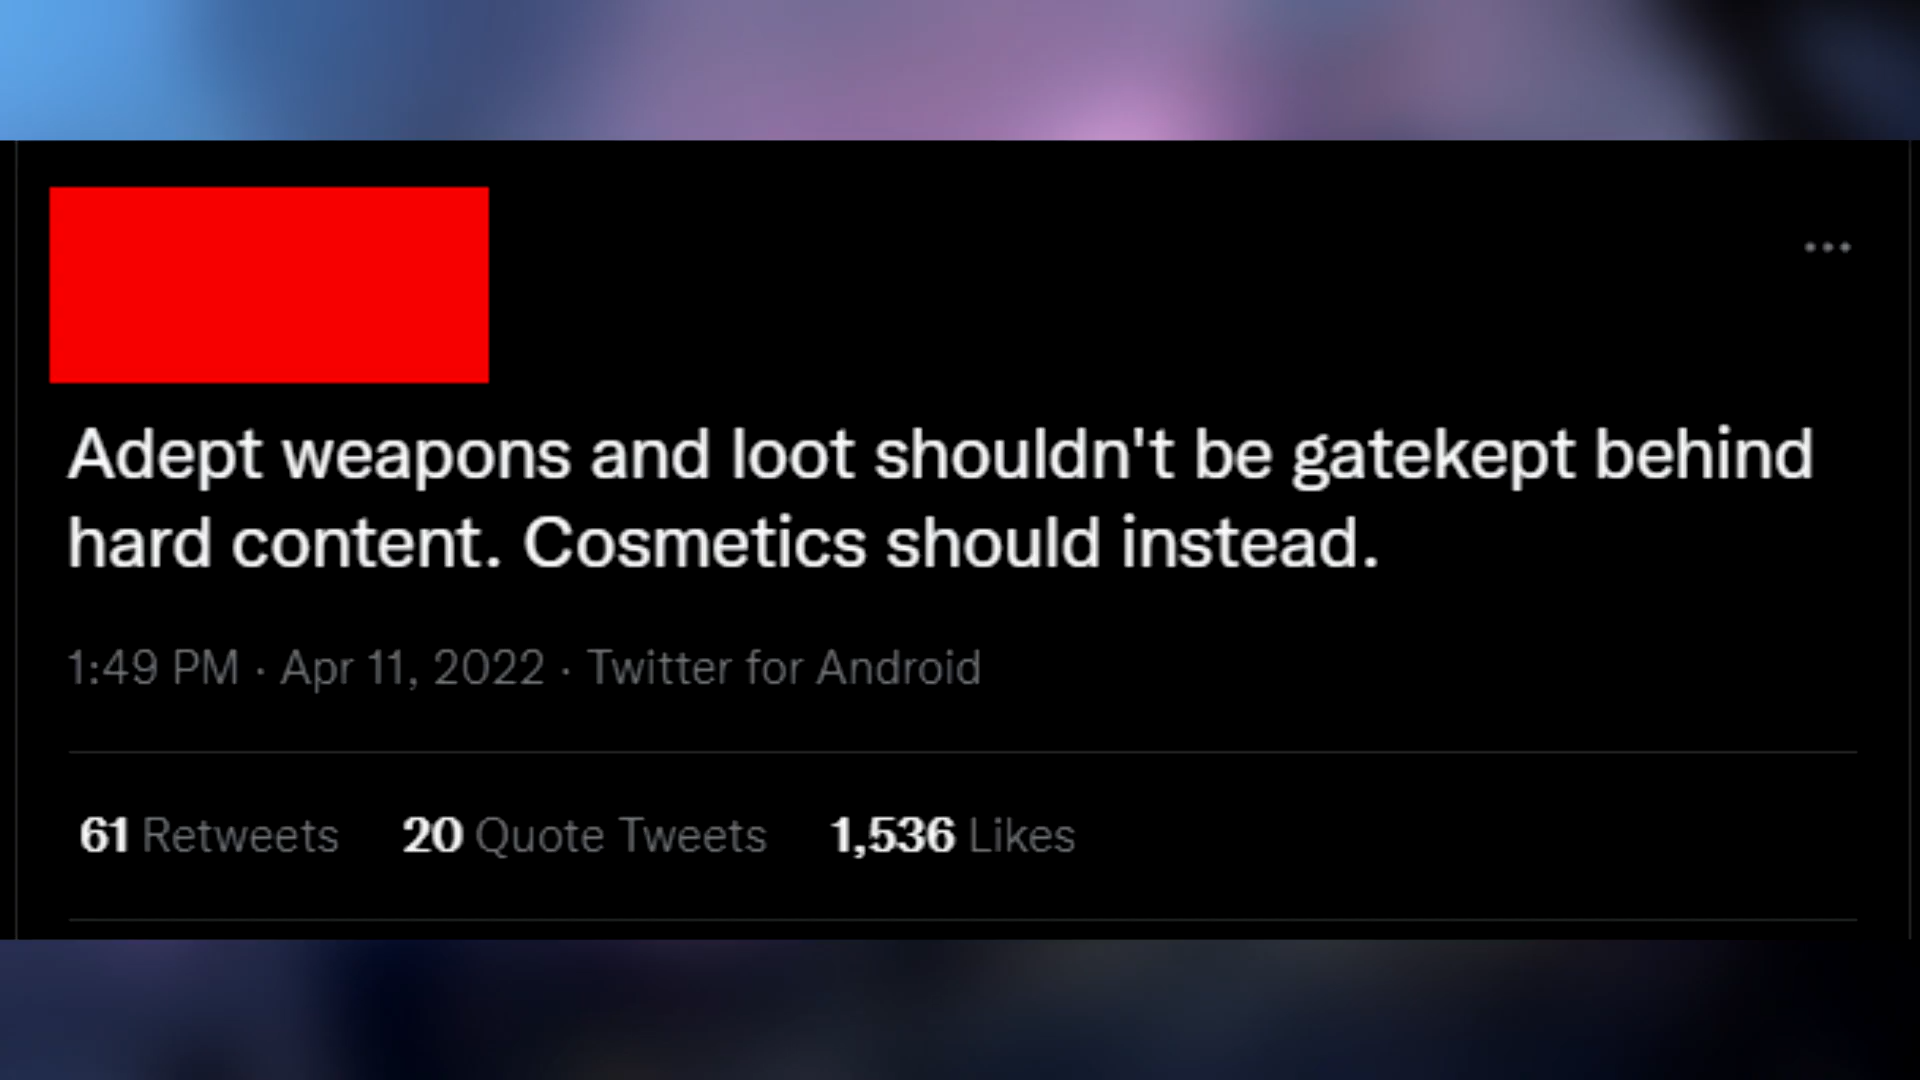 Adept weapons and loot shouldn't be gatekept behind
hard content. Cosmetics should instead.
1:49 PM · Apr 11, 2022 · Twitter for Android
61 Retweets 20 Quote Tweets 1,536 Likes